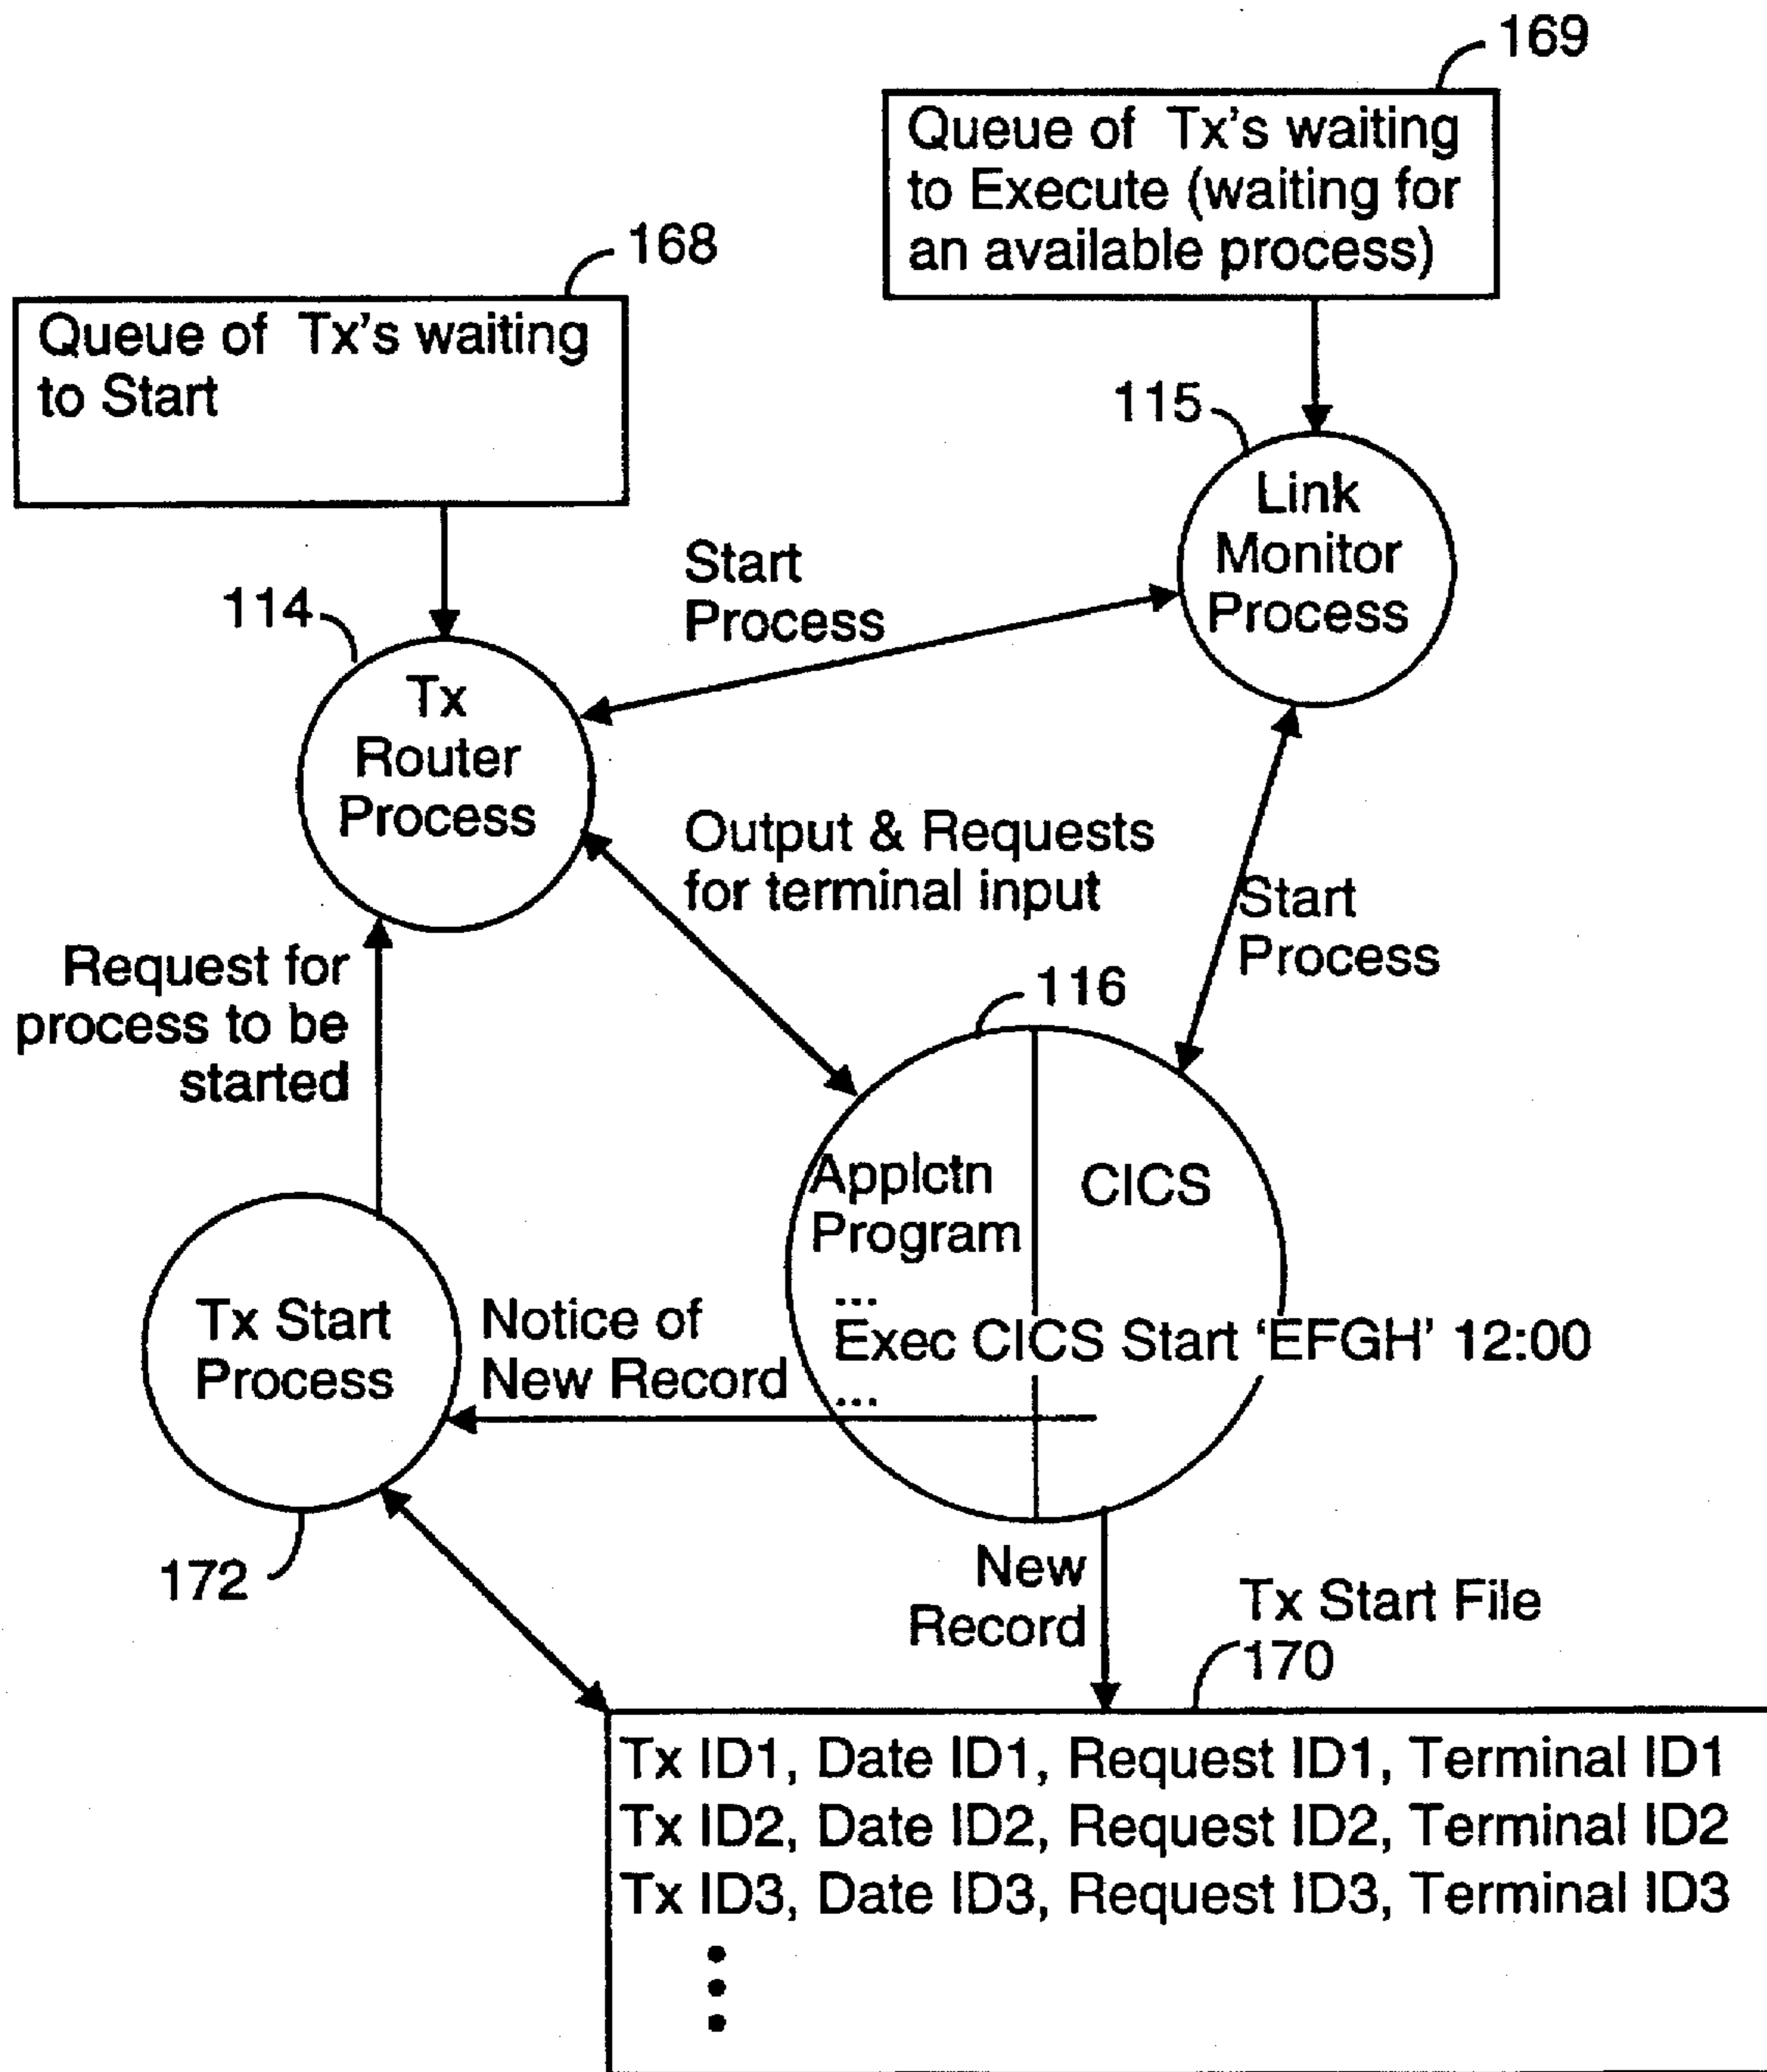 169
Queue of Tx's waiting
to Execute (waiting for
an available process)
168
Queue of Tx's waiting
to Start
115
Link
Monitor
Process
Start
Process
114
Tx
Router
Process
Output & Requests
for terminal input
Start
Process
Request for
process to be
started
116
Applctn
Program
CICS
...
Exec CICS Start 'EFGH' 12:00
...
Tx Start
Process
Notice of
New Record
172
New
Record
Tx Start File
170
Tx ID1, Date ID1, Request ID1, Terminal ID1
Tx ID2, Date ID2, Request ID2, Terminal ID2
Tx ID3, Date ID3, Request ID3, Terminal ID3